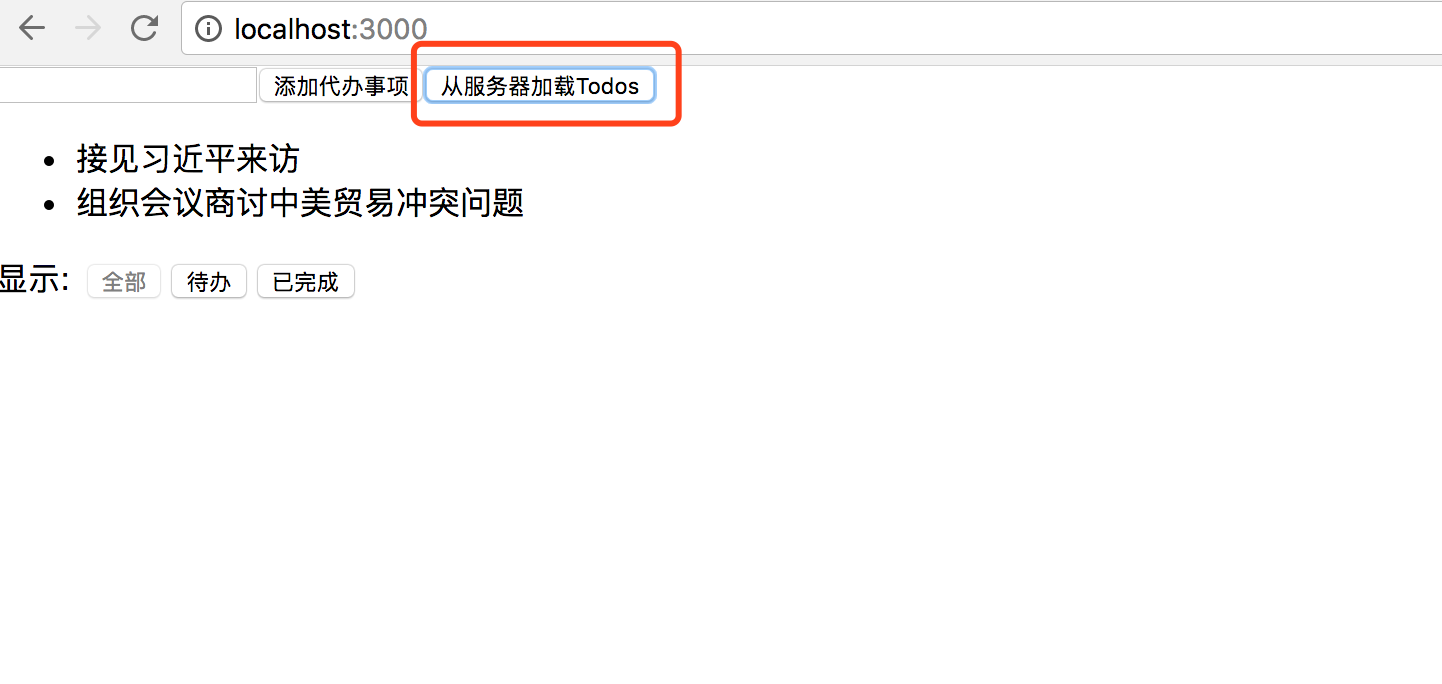 localhost:3000
添加代办事项 从服务器加载Todos
接见习近平来访
组织会议商讨中美贸易冲突问题
显示: 全部 待办 已完成